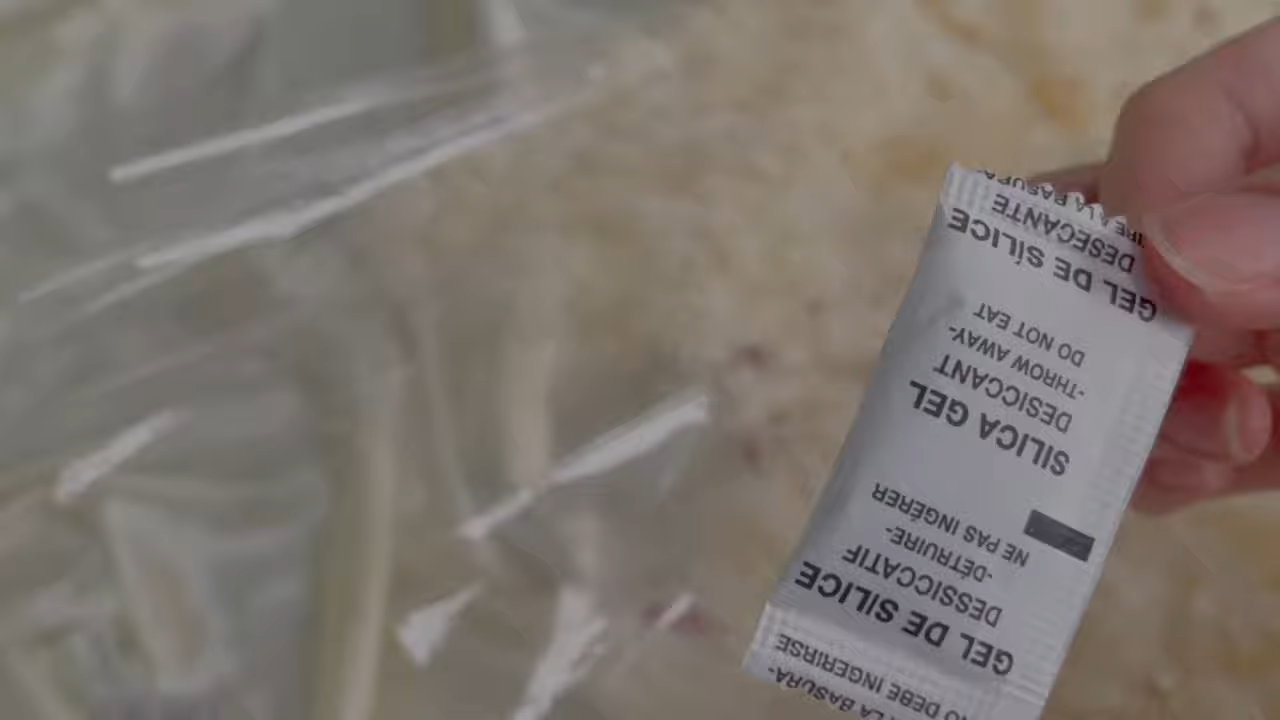 LA BASURA-
NO DEBE INGERIRSE
GEL DE SILICE
DESSICCATIF
-DÉTRUIRE-
NE PAS INGÉRER
SILICA GEL
DESICCANT
-THROW AWAY-
DO NOT EAT
GEL DE SÍLICE
DESECANTE
A LA BASURA-